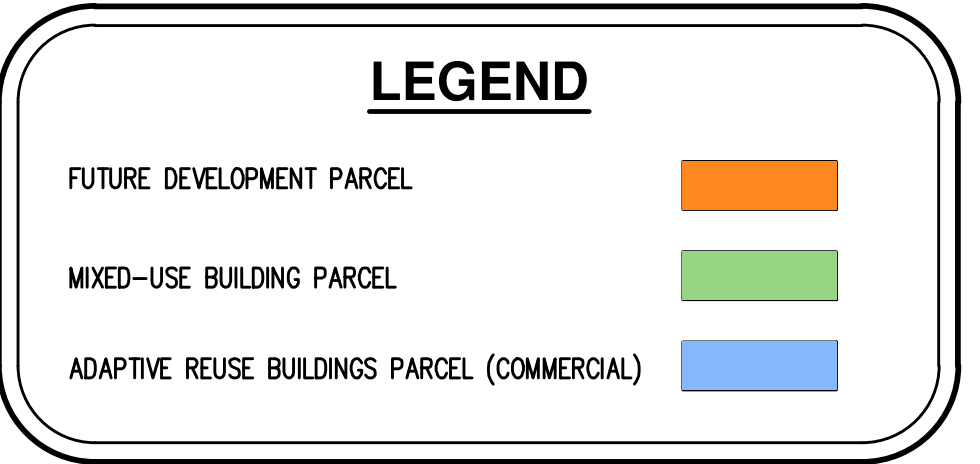 LEGEND
FUTURE DEVELOPMENT PARCEL
MIXED-USE BUILDING PARCEL
ADAPTIVE REUSE BUILDINGS PARCEL (COMMERCIAL)